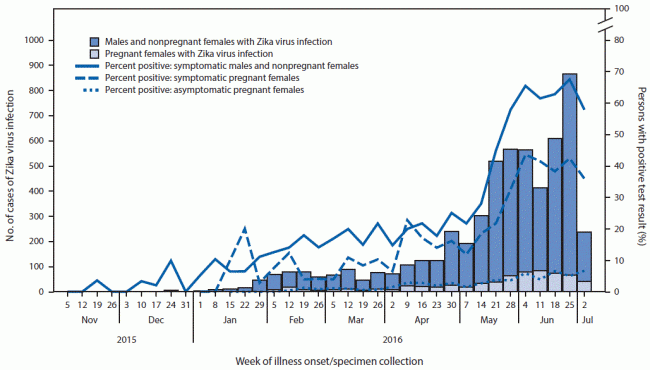 100
1000
900
800
700
600
500
400
300
200
100
0
No. of cases of Zika virus infection
Males and nonpregnant females with Zika virus infection
Pregnant females with Zika virus infection
Percent positive: symptomatic males and nonpregnant females
Percent positive: symptomatic pregnant females
Percent positive: asymptomatic pregnant females
80
70
60
50
40
30
20
10
0
Persons with positive test result (%)
5 12 19 26 3 10 17 24 31 1 8 15 22 29 5 12 19 26 5 12 19 26 2 9 16 23 30 7 14 21 28 4 11 18 25 2
Nov Dec Jan Feb Mar Apr May Jun Jul
2015 2016
Week of illness onset/specimen collection